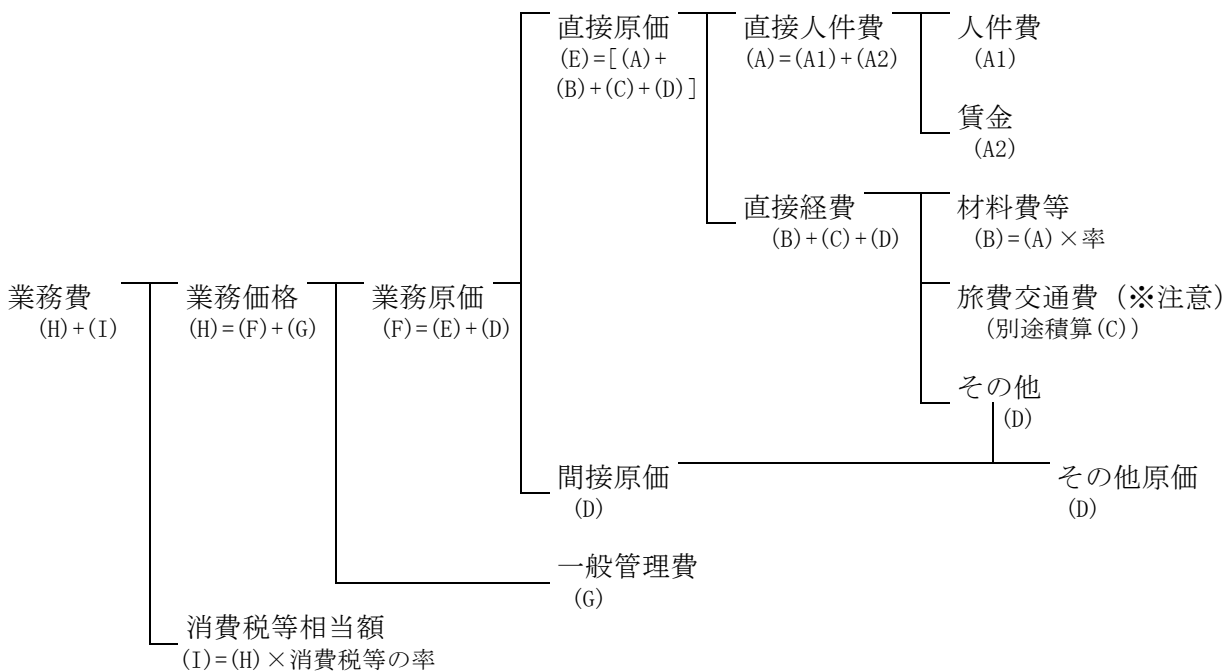 直接原価
(E)=[(A)+
(B)+(C)+(D)]
直接人件費
(A)=(A1)+(A2)
人件費
(A1)
賃金
(A2)
直接経費
(B)+(C)+(D)
材料費等
(B)=(A)×率
業務費
(H)+(I)
業務価格
(H)=(F)+(G)
業務原価
(F)=(E)+(D)
旅費交通費（※注意）
(別途積算(C))
その他
(D)
間接原価
(D)
その他原価
(D)
一般管理費
(G)
消費税等相当額
(I)=(H)×消費税等の率